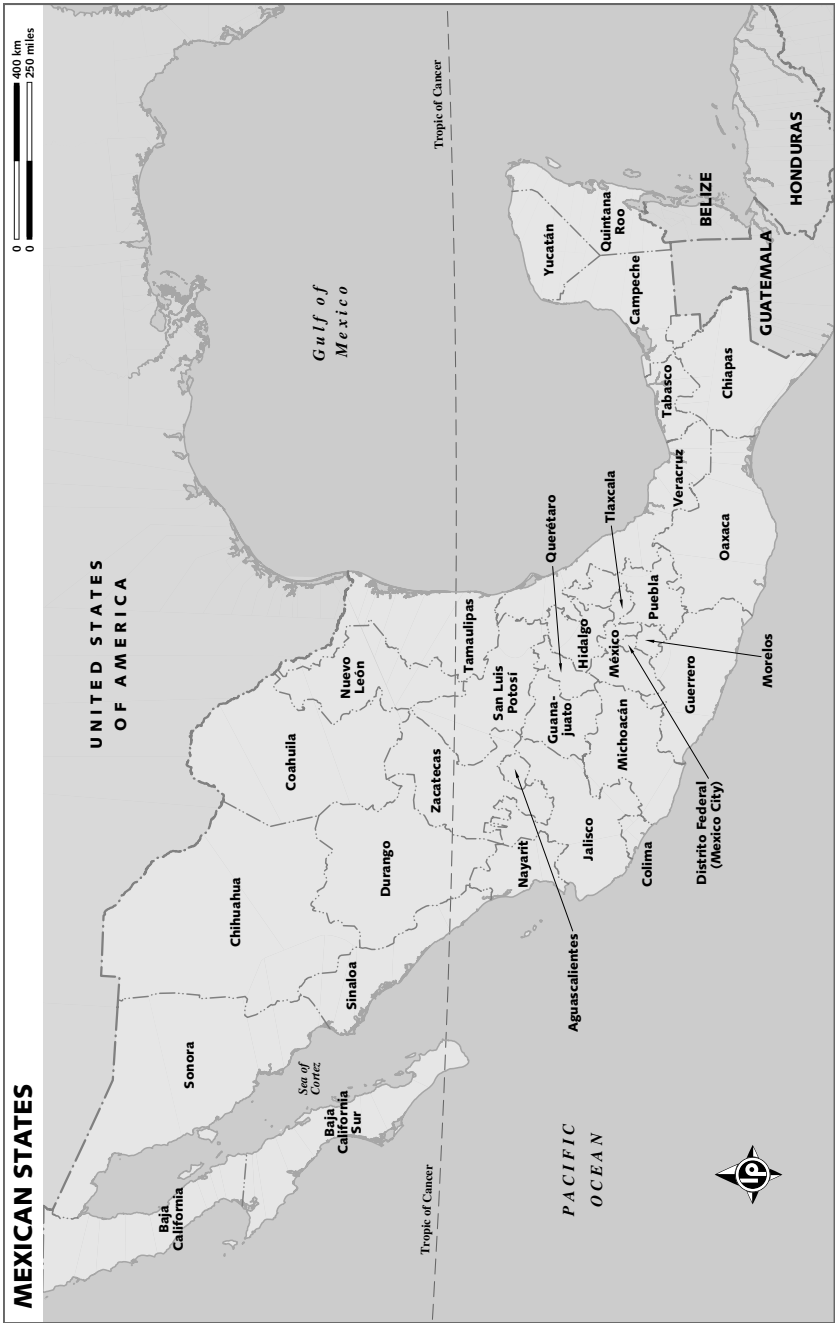 MEXICAN STATES
0 400 km
0 250 miles
UNITED STATES
OF AMERICA
Gulf of
Mexico
Tropic of Cancer
Tropic of Cancer
PACIFIC
OCEAN
Sea of
Cortez
Baja
California
Baja
California
Sur
Sonora
Chihuahua
Coahuila
Nuevo
León
Tamaulipas
Sinaloa
Durango
Zacatecas
San Luis
Potosí
Nayarit
Aguascalientes
Jalisco
Guana-
juato
Querétaro
Hidalgo
Colima
Michoacán
México
Distrito Federal
(Mexico City)
Tlaxcala
Morelos
Puebla
Guerrero
Veracruz
Oaxaca
Tabasco
Chiapas
Campeche
Yucatán
Quintana
Roo
BELIZE
GUATEMALA
HONDURAS
lp